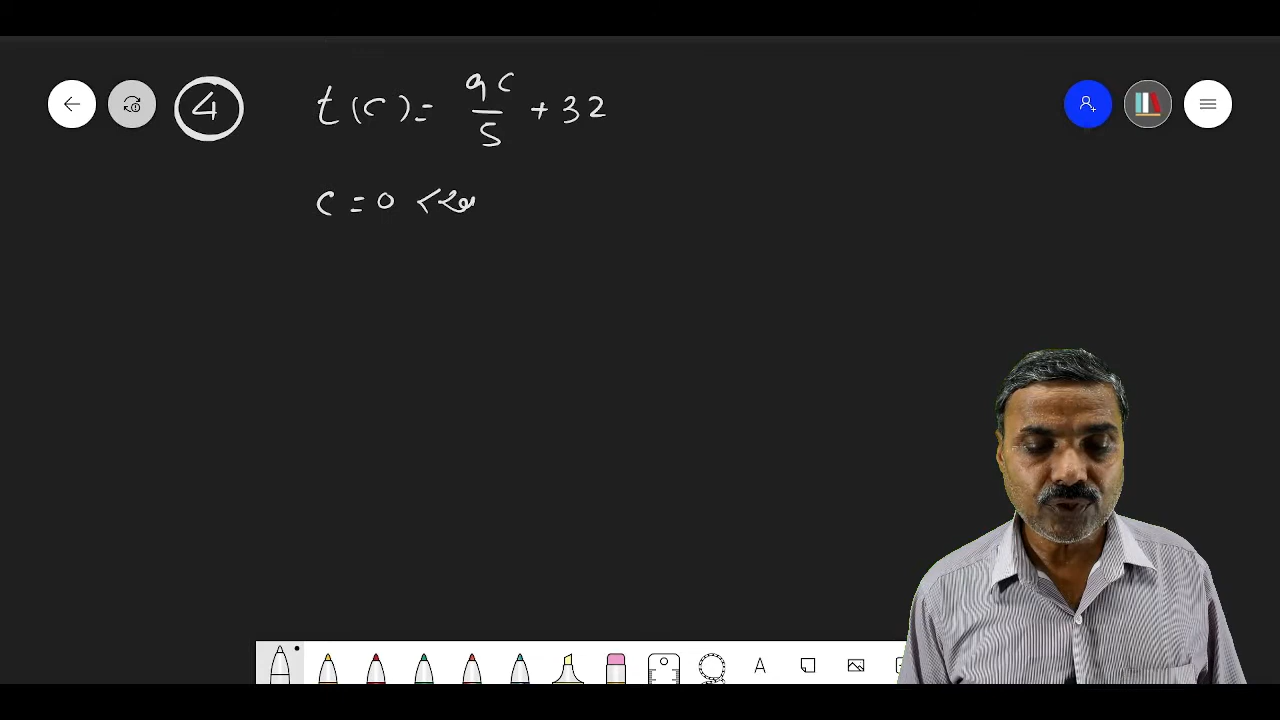 4 t(C) = 9C/5 + 32
C = 0